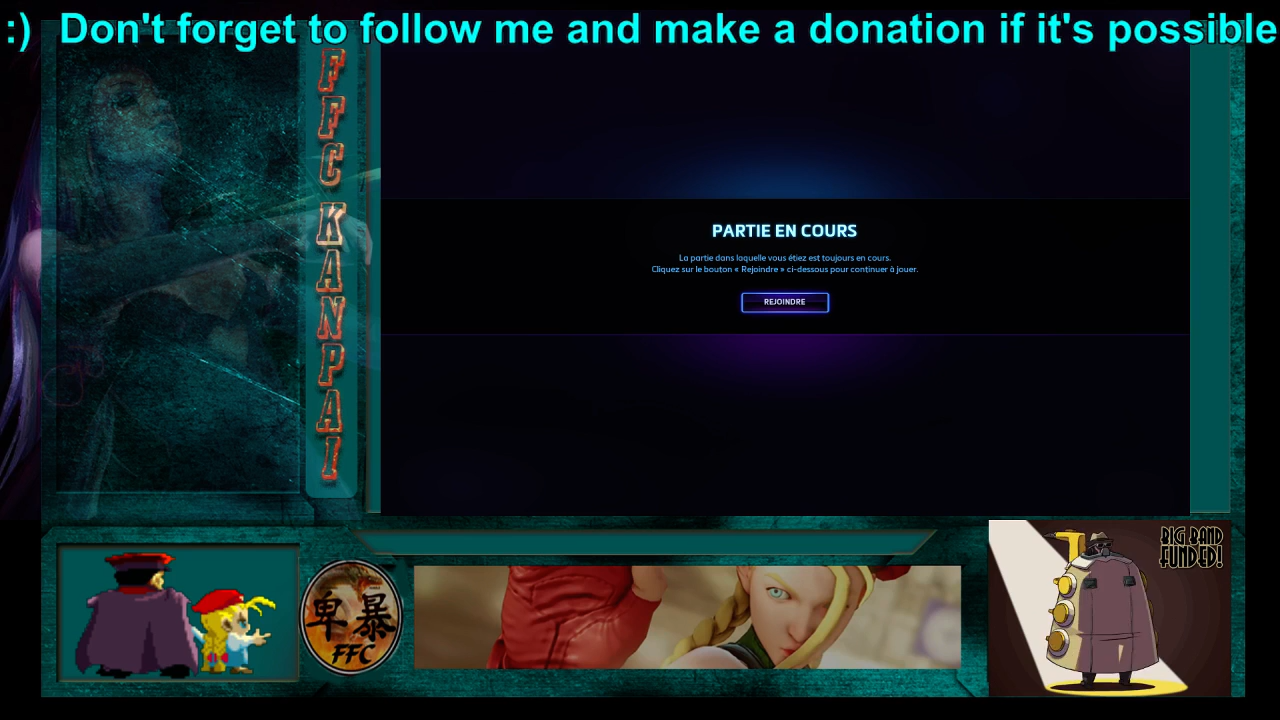 :) Don't forget to follow me and make a donation if it's possible
FFC KANPAI
PARTIE EN COURS
La partie dans laquelle vous étiez est toujours en cours.
Cliquez sur le bouton « Rejoindre » ci-dessous pour continuer à jouer.
REJOINDRE
卑 暴
FFC
BIG BAND
FUNDED!